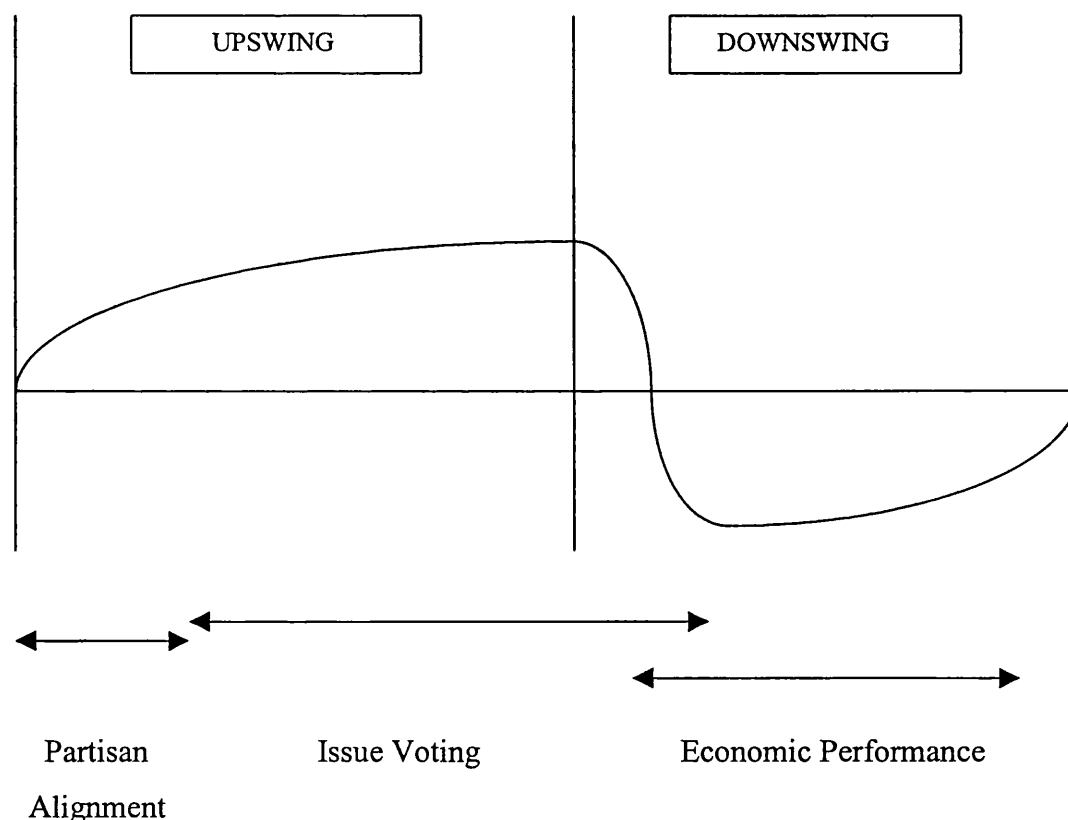 UPSWING
DOWNSWING
Partisan
Alignment
Issue Voting
Economic Performance